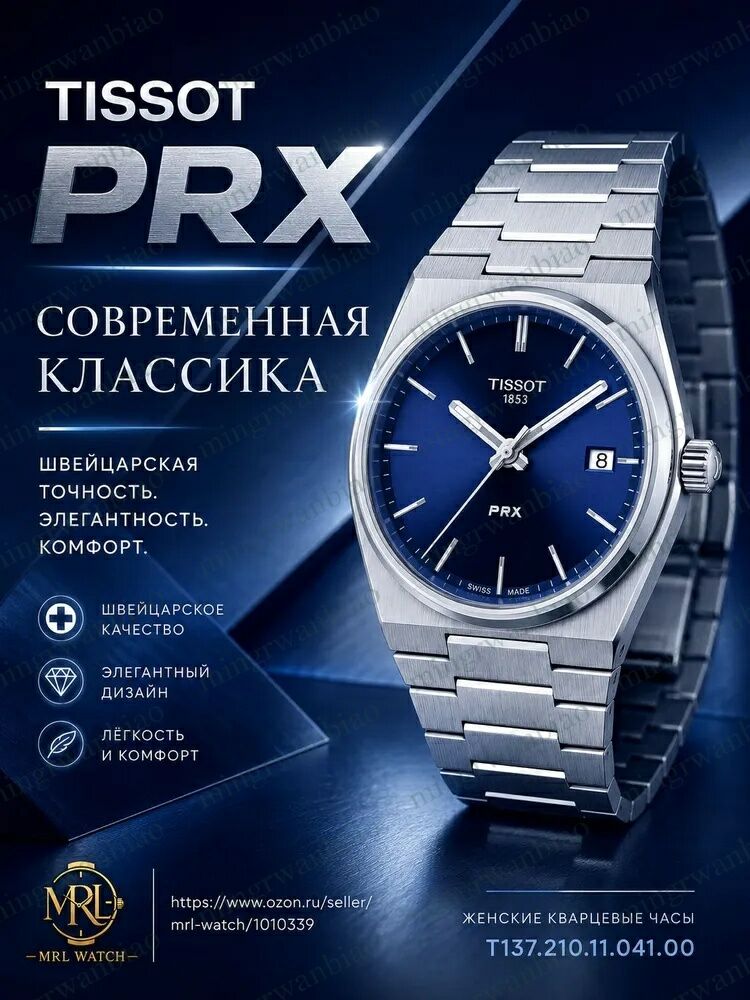 TISSOT
PRX
СОВРЕМЕННАЯ
КЛАССИКА
ШВЕЙЦАРСКАЯ
ТОЧНОСТЬ.
ЭЛЕГАНТНОСТЬ.
КОМФОРТ.
ШВЕЙЦАРСКОЕ
КАЧЕСТВО
ЭЛЕГАНТНЫЙ
ДИЗАЙН
ЛЁГКОСТЬ
И КОМФОРТ
TISSOT
1853
8
PRX
SWISS MADE
MRL
MRL WATCH
https://www.ozon.ru/seller/
mrl-watch/1010339
ЖЕНСКИЕ КВАРЦЕВЫЕ ЧАСЫ
T137.210.11.041.00
mingrwanbiao